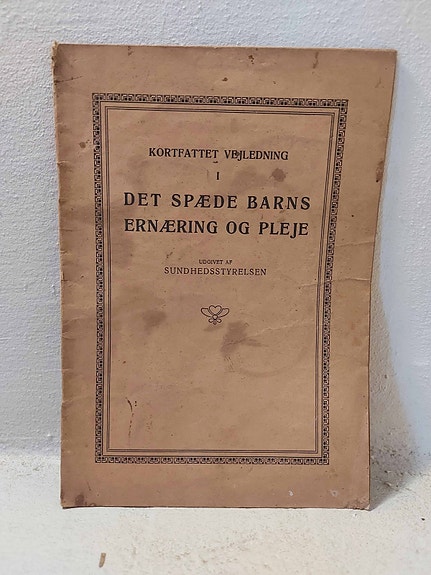 KORTFATTET VEJLEDNING
I
DET SPÆDE BARNS
ERNÆRING OG PLEJE
UDGIVET AF
SUNDHEDSSTYRELSEN